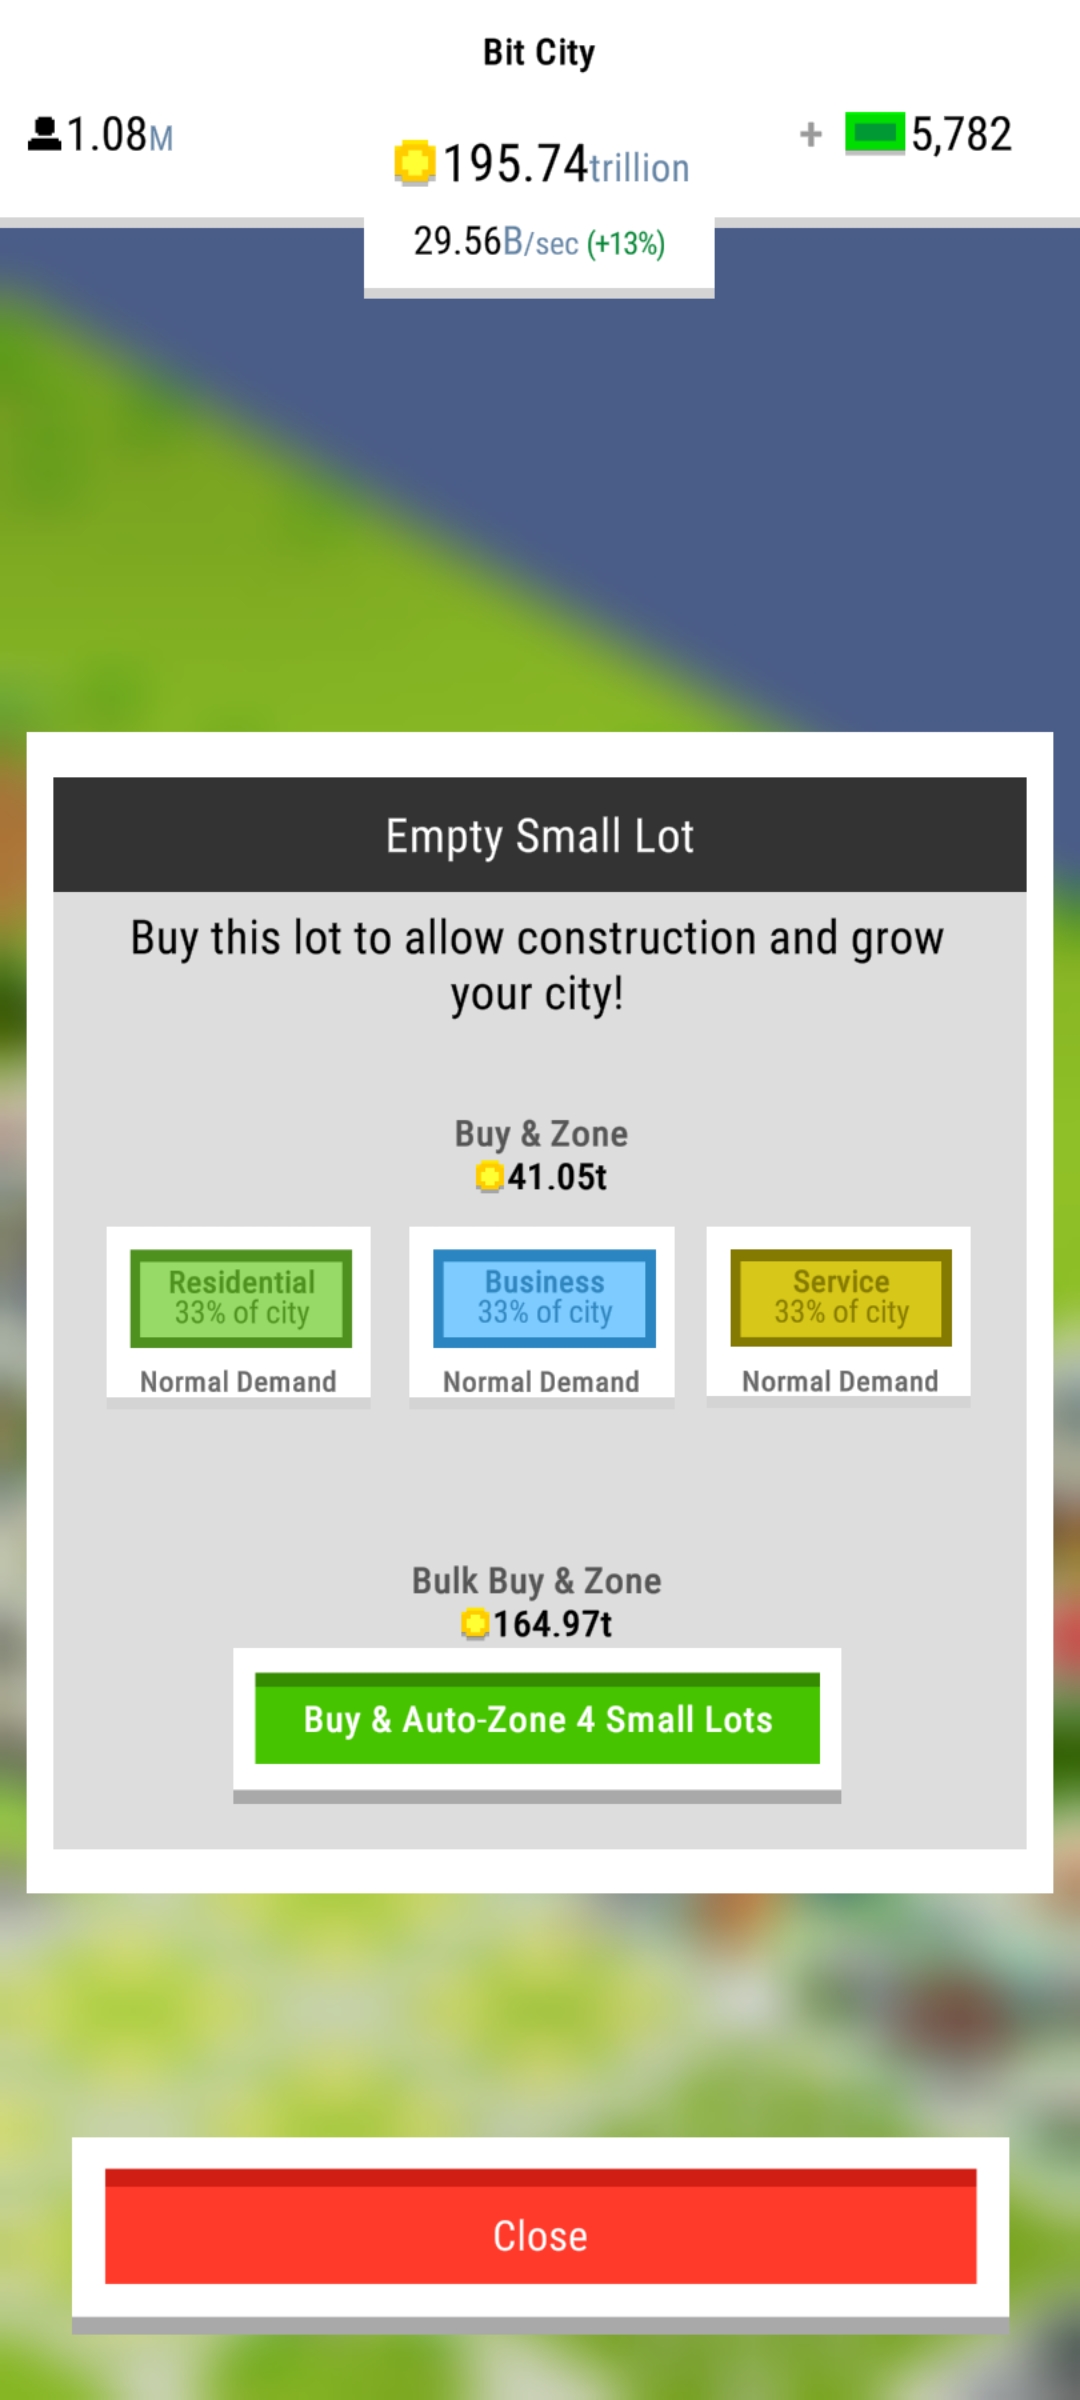 Bit City
1.08M
195.74trillion
+ 5,782
29.56B/sec (+13%)
Empty Small Lot
Buy this lot to allow construction and grow
your city!
Buy & Zone
41.05t
Residential
33% of city
Normal Demand
Business
33% of city
Normal Demand
Service
33% of city
Normal Demand
Bulk Buy & Zone
164.97t
Buy & Auto-Zone 4 Small Lots
Close